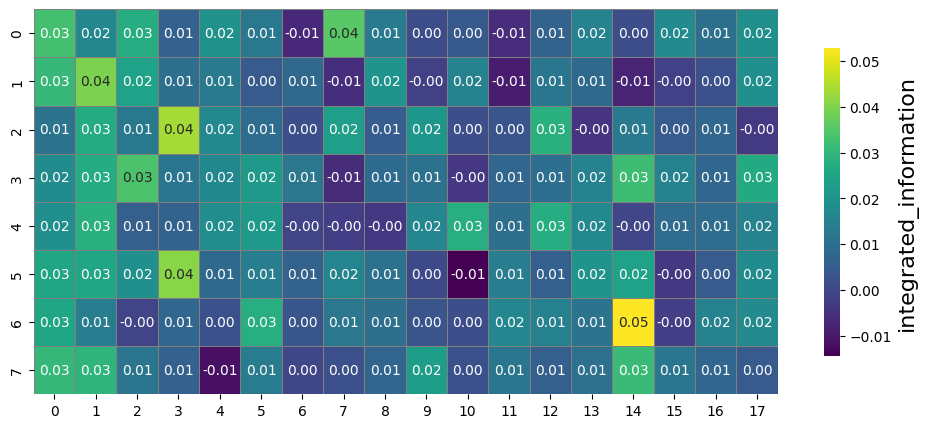 0 0.03 0.02 0.03 0.01 0.02 0.01 -0.01 0.04 0.01 0.00 0.00 -0.01 0.01 0.02 0.00 0.02 0.01 0.02
1 0.03 0.04 0.02 0.01 0.01 0.00 0.01 -0.01 0.02 -0.00 0.02 -0.01 0.01 0.01 -0.01 -0.00 0.00 0.02
2 0.01 0.03 0.01 0.04 0.02 0.01 0.00 0.02 0.01 0.02 0.00 0.00 0.03 -0.00 0.01 0.00 0.01 -0.00
3 0.02 0.03 0.03 0.01 0.02 0.02 0.01 -0.01 0.01 0.01 -0.00 0.01 0.01 0.02 0.03 0.02 0.01 0.03
4 0.02 0.03 0.01 0.01 0.02 0.02 -0.00 -0.00 -0.00 0.02 0.03 0.01 0.03 0.02 -0.00 0.01 0.01 0.02
5 0.03 0.03 0.02 0.04 0.01 0.01 0.01 0.02 0.01 0.00 -0.01 0.01 0.01 0.02 0.02 -0.00 0.00 0.02
6 0.03 0.01 -0.00 0.01 0.00 0.03 0.00 0.01 0.01 0.00 0.00 0.02 0.01 0.01 0.05 -0.00 0.02 0.02
7 0.03 0.03 0.01 0.01 -0.01 0.01 0.00 0.00 0.01 0.02 0.00 0.01 0.01 0.01 0.03 0.01 0.01 0.00
0 1 2 3 4 5 6 7 8 9 10 11 12 13 14 15 16 17
0.05
0.04
0.03
0.02
0.01
0.00
−0.01
integrated_information